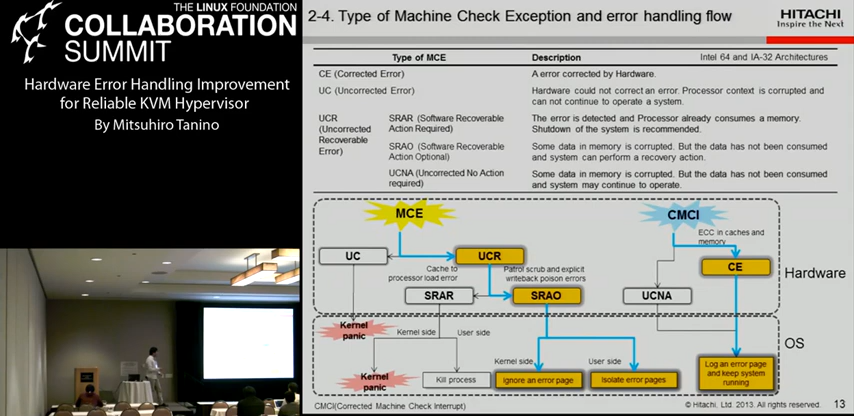 THE LINUX FOUNDATION
COLLABORATION
SUMMIT
Hardware Error Handling Improvement
for Reliable KVM Hypervisor
By Mitsuhiro Tanino
2-4. Type of Machine Check Exception and error handling flow
HITACHI
Inspire the Next
Type of MCE
Description
Intel 64 and IA-32 Architectures
CE (Corrected Error)
A error corrected by Hardware.
UC (Uncorrected Error)
Hardware could not correct an error. Processor context is corrupted and
can not continue to operate a system.
UCR
(Uncorrected
Recoverable
Error)
SRAR (Software Recoverable
Action Required)
The error is detected and Processor already consumes a memory.
Shutdown of the system is recommended.
SRAO (Software Recoverable
Action Optional)
Some data in memory is corrupted. But the data has not been consumed
and system can perform a recovery action.
UCNA (Uncorrected No Action
required)
Some data in memory is corrupted. But the data has not been consumed
and system may continue to operate.
MCE
CMCI
ECC in caches and
memory
UC
UCR
CE
Hardware
Cache to
processor load error
Patrol scrub and explicit
writeback poison errors
SRAR
SRAO
UCNA
Kernel
panic
Kernel side
User side
OS
Kernel
panic
Kill process
Kernel side
User side
Ignore an error page
Isolate error pages
Log an error page
and keep system
running
CMCI(Corrected Machine Check Interrupt)
© Hitachi, Ltd. 2013. All rights reserved.
13